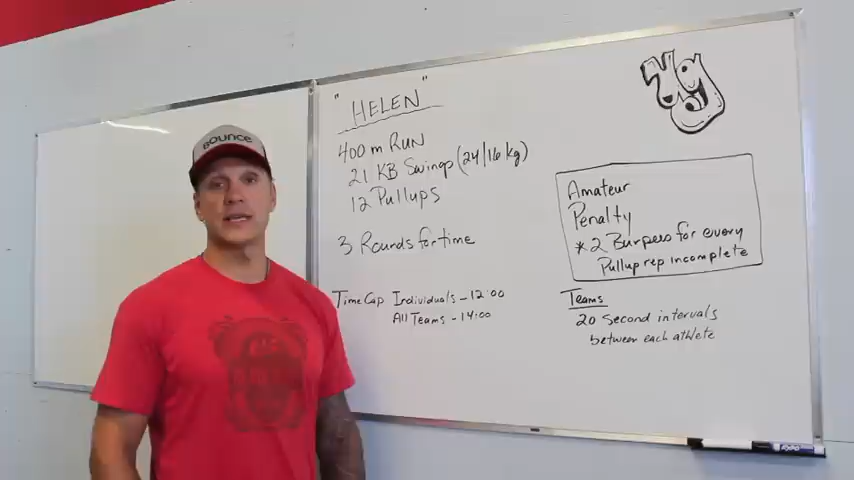 BOUNCE
"HELEN"
400m RUN
21 KB Swings (24/16 kg)
12 Pullups
3 Rounds for time
Time Cap Individuals - 12:00
All Teams - 14:00
Amateur
Penalty
*2 Burpees for every
Pullup rep incomplete
Teams
20 Second intervals
between each athlete
EXPO